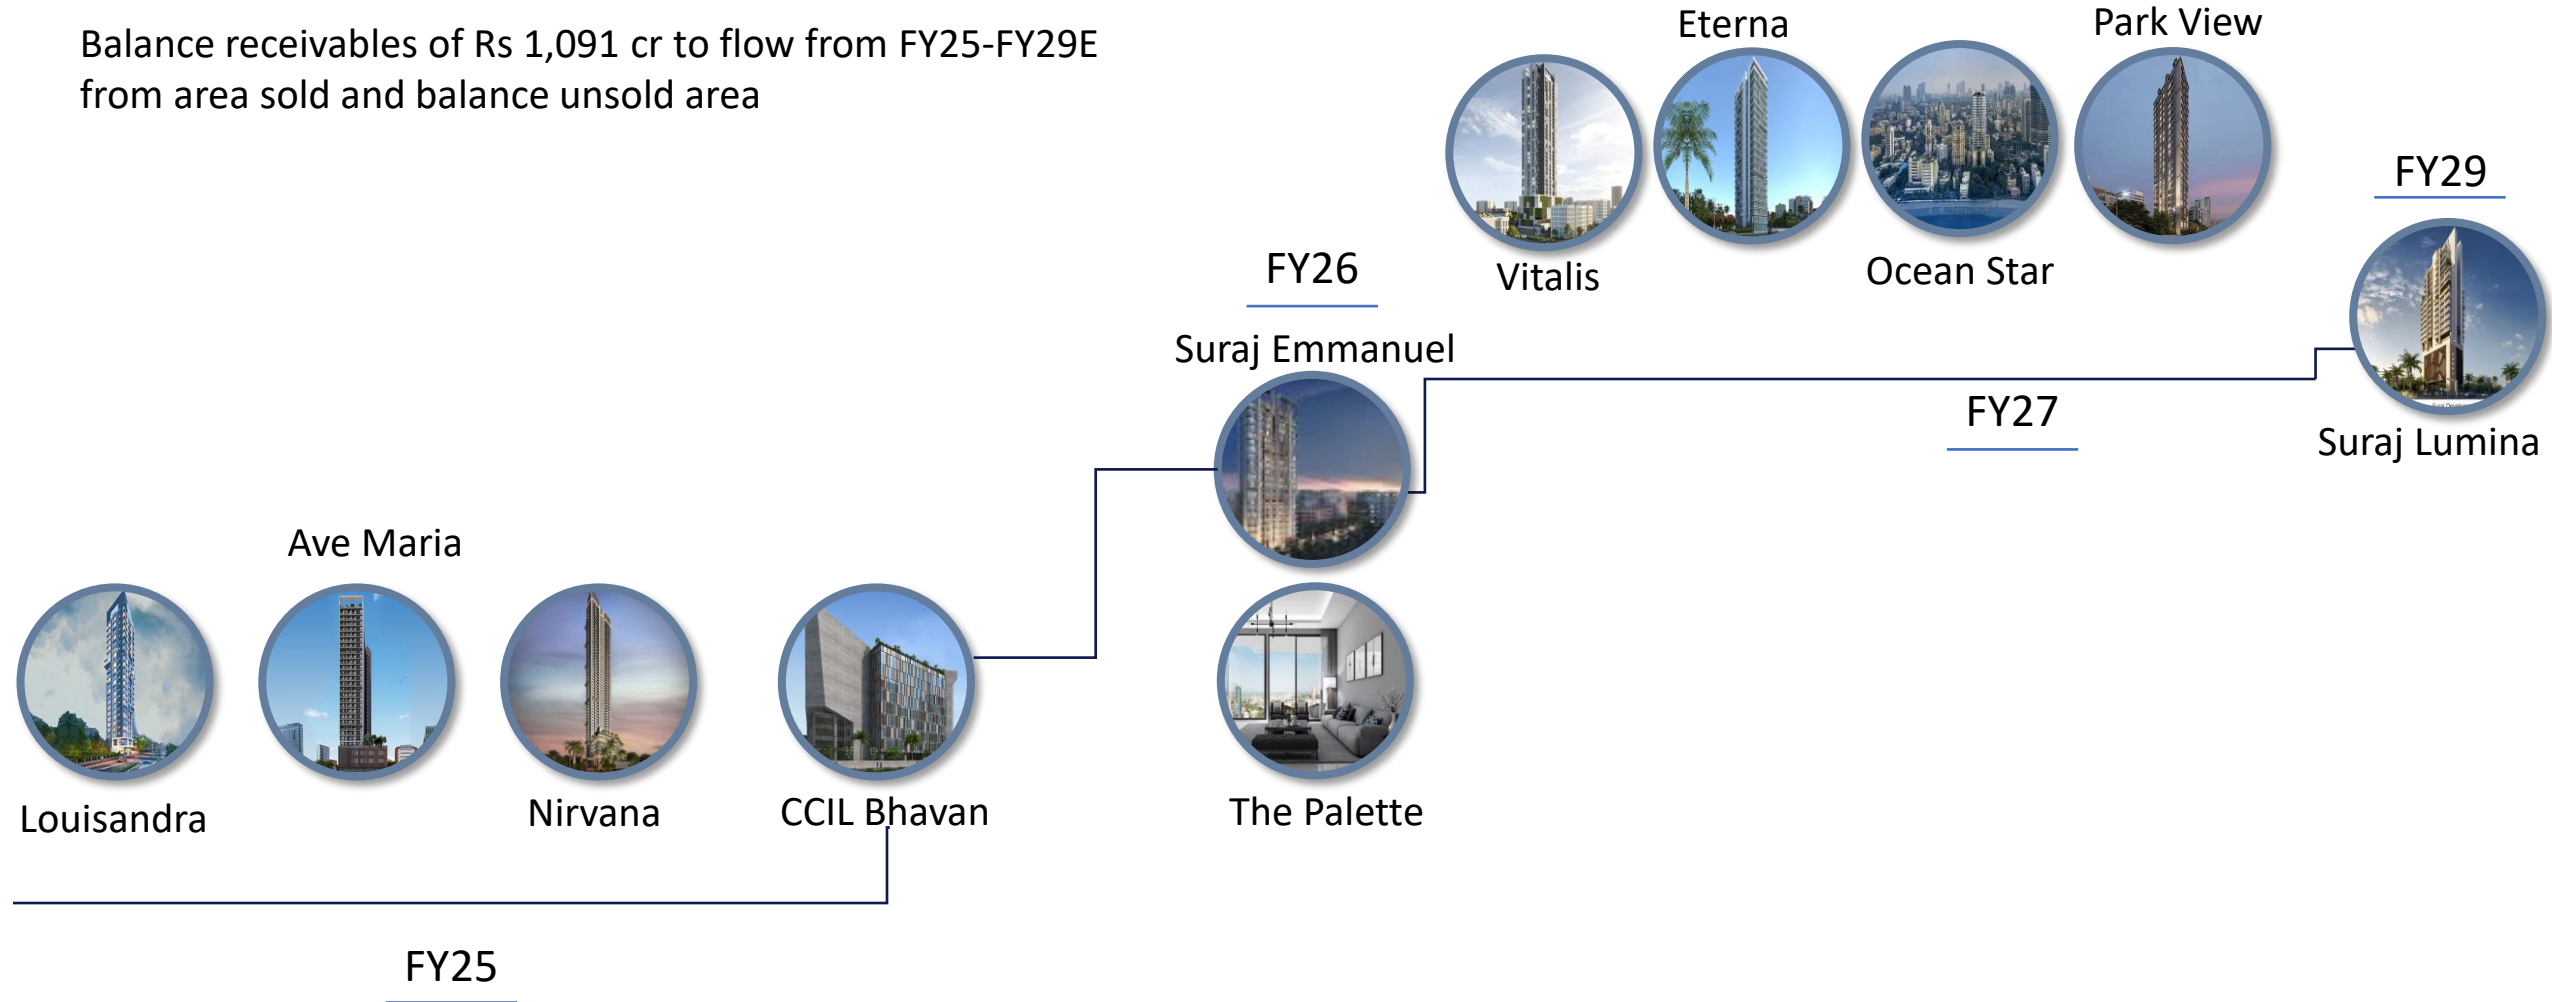 Balance receivables of Rs 1,091 cr to flow from FY25-FY29E
from area sold and balance unsold area
Eterna
Park View
Vitalis
Ocean Star
FY29
Suraj Lumina
FY27
FY26
Suraj Emmanuel
The Palette
Ave Maria
Louisandra
Nirvana
CCIL Bhavan
FY25